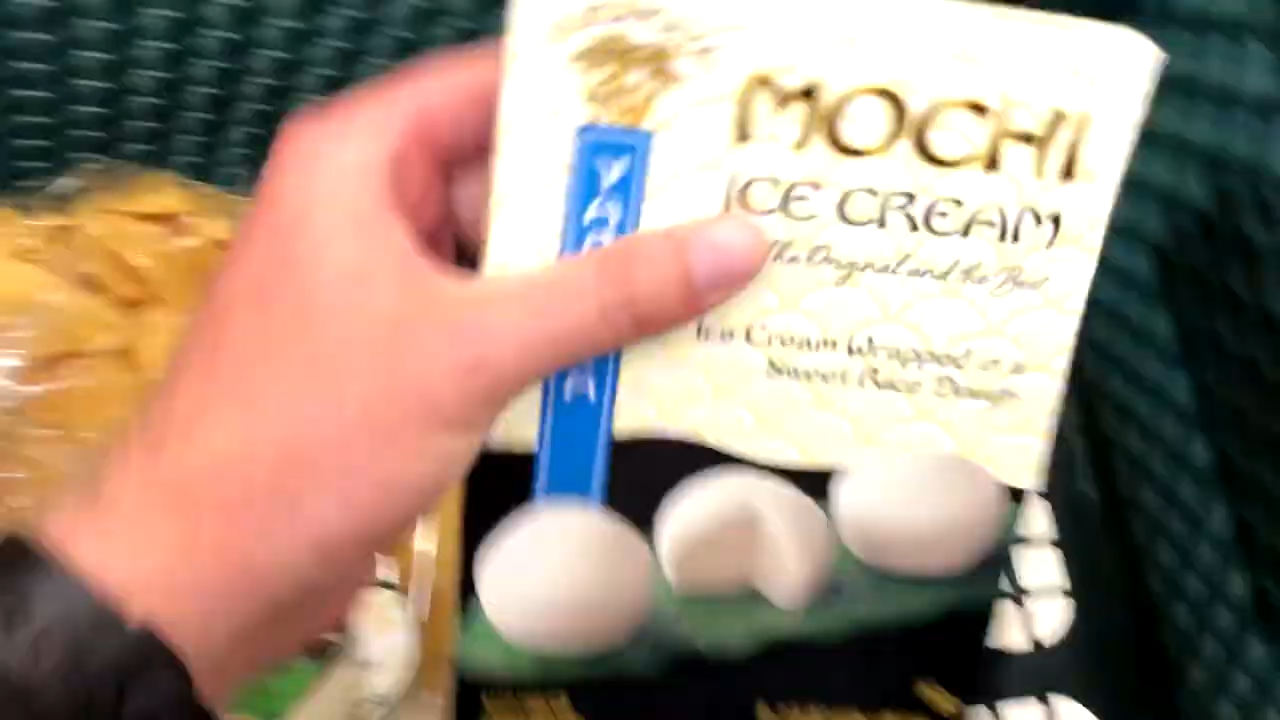 MOCHI
ICE CREAM
The Original and the Best
Ice Cream Wrapped in a
Sweet Rice Dough